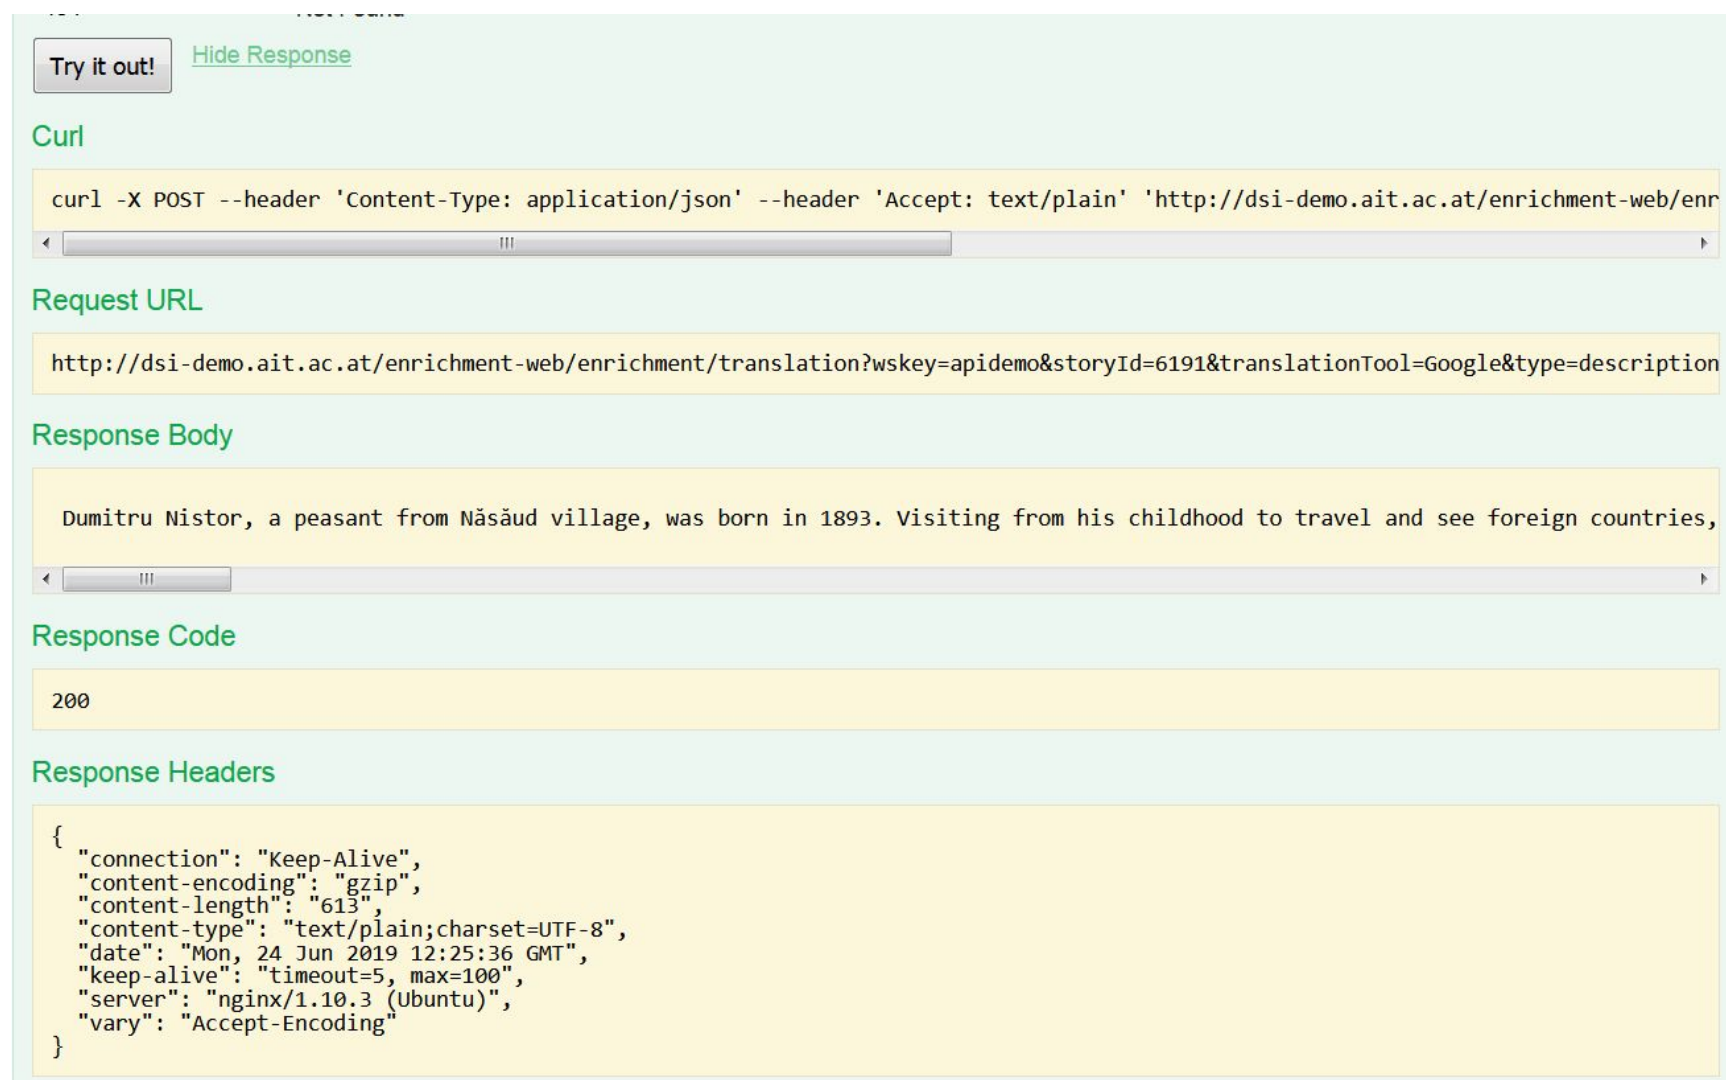 Try it out! Hide Response
Curl
curl -X POST --header 'Content-Type: application/json' --header 'Accept: text/plain' 'http://dsi-demo.ait.ac.at/enrichment-web/enr
Request URL
http://dsi-demo.ait.ac.at/enrichment-web/enrichment/translation?wskey=apidemo&storyId=6191&translationTool=Google&type=description
Response Body
Dumitru Nistor, a peasant from Năsăud village, was born in 1893. Visiting from his childhood to travel and see foreign countries,
Response Code
200
Response Headers
{
"connection": "Keep-Alive",
"content-encoding": "gzip",
"content-length": "613",
"content-type": "text/plain;charset=UTF-8",
"date": "Mon, 24 Jun 2019 12:25:36 GMT",
"keep-alive": "timeout=5, max=100",
"server": "nginx/1.10.3 (Ubuntu)",
"vary": "Accept-Encoding"
}